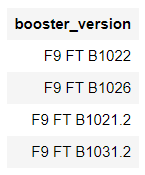 booster_version
F9 FT B1022
F9 FT B1026
F9 FT B1021.2
F9 FT B1031.2